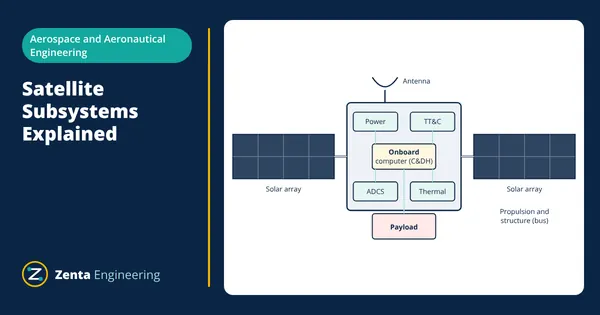 Aerospace and Aeronautical
Engineering
Satellite
Subsystems
Explained
Zenta Engineering
Antenna
Power
TT&C
Onboard
computer (C&DH)
ADCS
Thermal
Payload
Solar array
Solar array
Propulsion and
structure (bus)